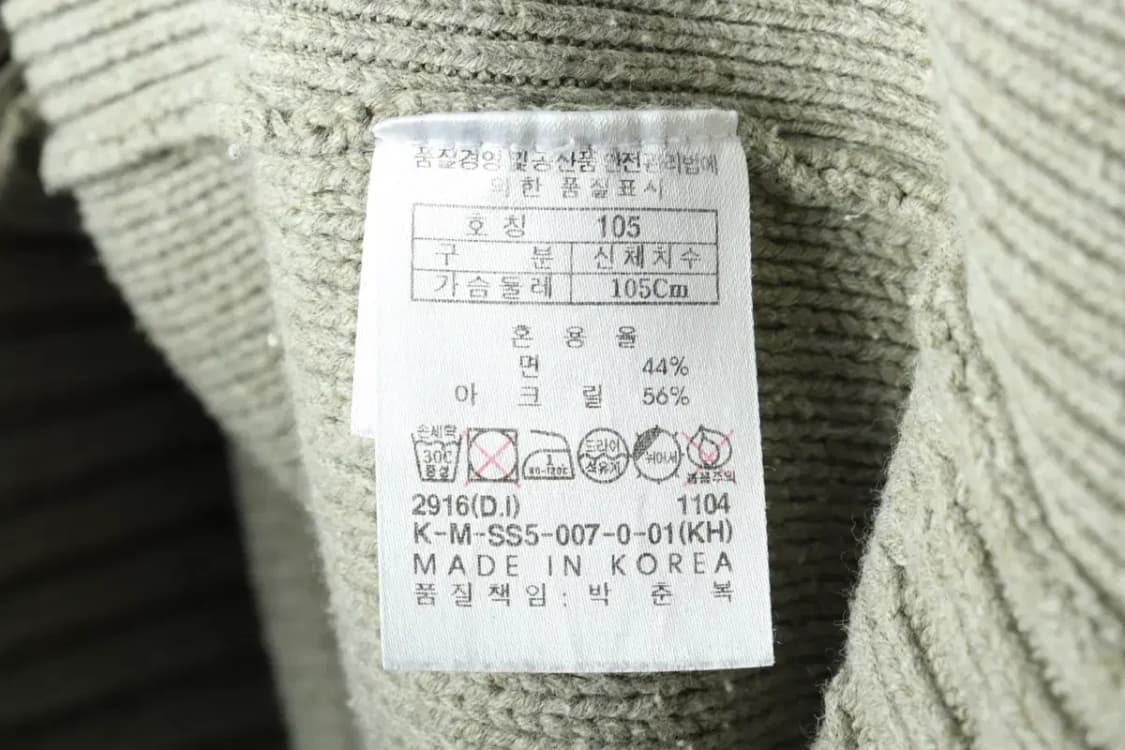 품질경영 및 공산품 안전관리법에
의한 품질표시
호칭 105
구 분 신체치수
가슴둘레 105Cm
혼 용 율
면 44%
아 크 릴 56%
손세탁 30C 중성 80-120C 드라이 석유계 뉘어서 불꽃주의
2916(D.I) 1104
K-M-SS5-007-0-01(KH)
MADE IN KOREA
품질책임: 박 춘 복